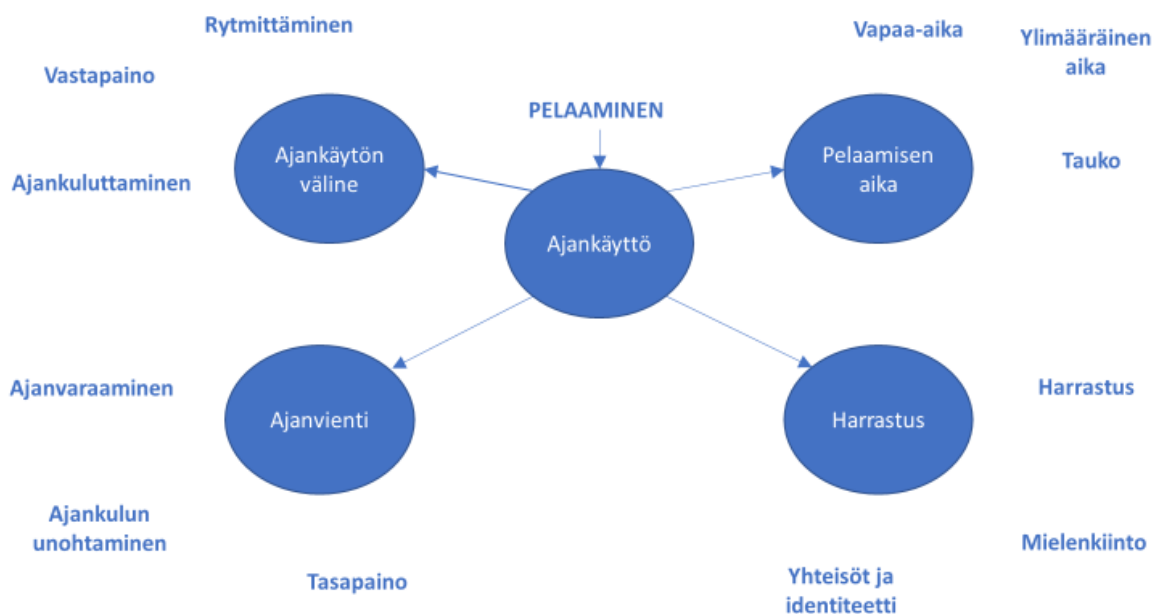 Rytmittäminen
Vapaa-aika
Ylimääräinen
aika
Vastapaino
PELAAMINEN
Ajankäytön
väline
Pelaamisen
aika
Tauko
Ajankuluttaminen
Ajankäyttö
Ajanvaraaminen
Ajanvienti
Harrastus
Harrastus
Ajankulun
unohtaminen
Mielenkiinto
Tasapaino
Yhteisöt ja
identiteetti